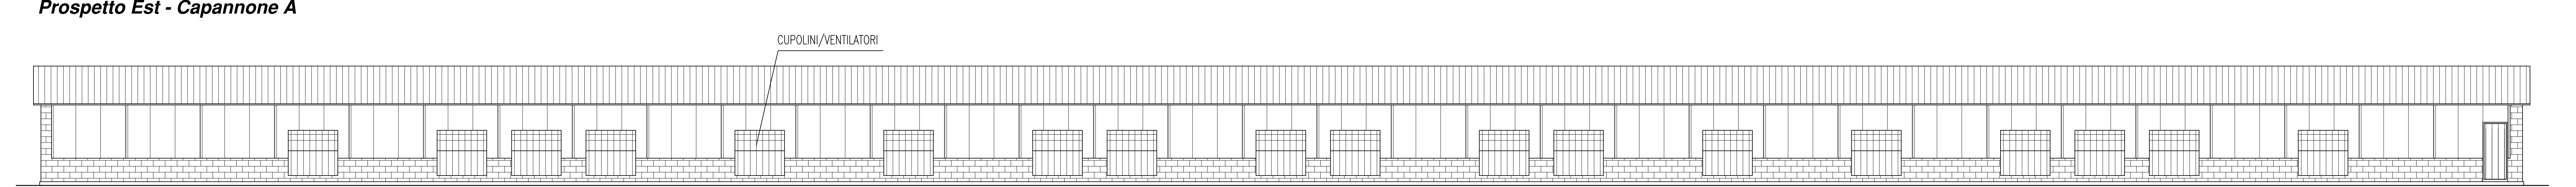 Prospetto Est - Capannone A
CUPOLINI/VENTILATORI